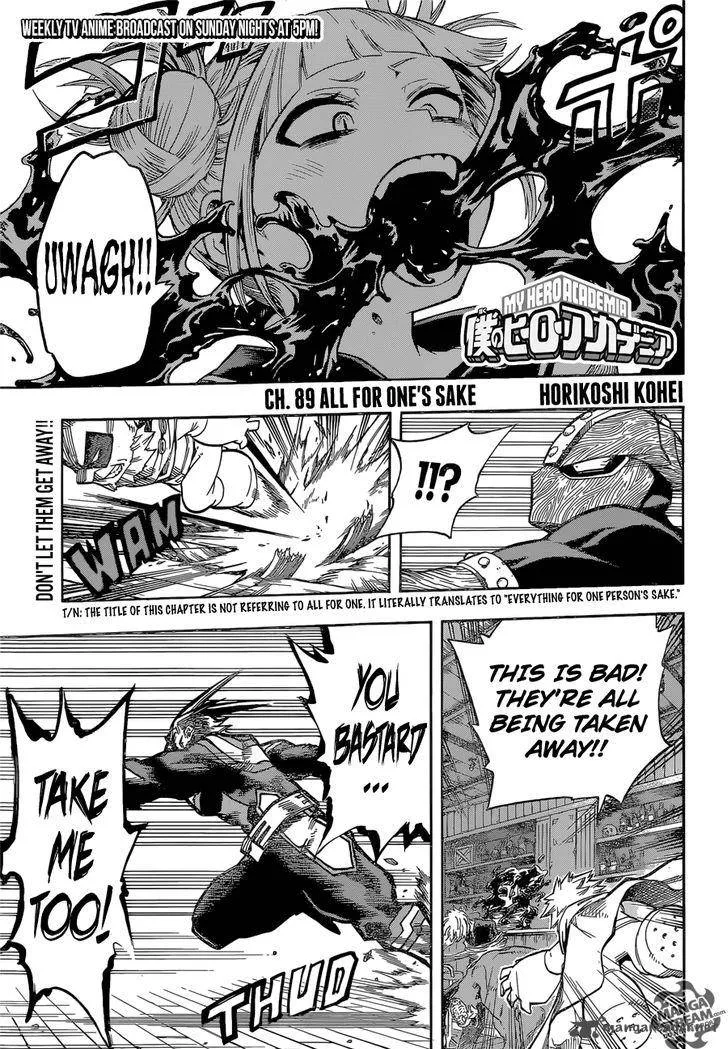 WEEKLY TV ANIME BROADCAST ON SUNDAY NIGHTS AT 5PM!
UWAGH!!
MY HERO ACADEMIA
僕のヒーローアカデミア
CH. 89 ALL FOR ONE'S SAKE
HORIKOSHI KOHEI
DON'T LET THEM GET AWAY!!
!!?
WAM
T/N: THE TITLE OF THIS CHAPTER IS NOT REFERRING TO ALL FOR ONE. IT LITERALLY TRANSLATES TO "EVERYTHING FOR ONE PERSON'S SAKE."
THIS IS BAD!
THEY'RE ALL
BEING TAKEN
AWAY!!
YOU
BASTARD
...
TAKE
ME
TOO!
THUD
MANGA
STREAM.COM